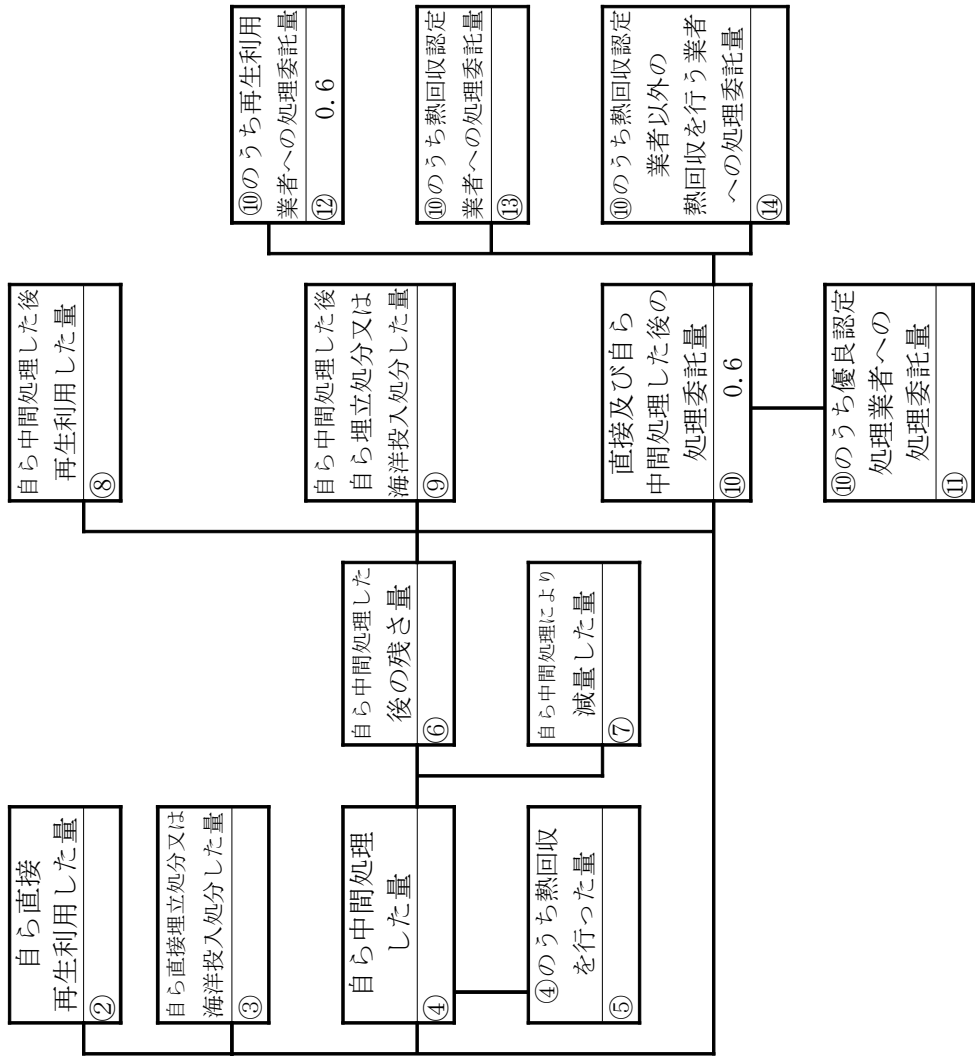 自ら直接
再生利用した量
②
自ら直接埋立処分又は
海洋投入処分した量
③
自ら中間処理
した量
④
④のうち熱回収
を行った量
⑤
自ら中間処理した
後の残さ量
⑥
自ら中間処理により
減量した量
⑦
自ら中間処理した後
再生利用した量
⑧
自ら中間処理した後
自ら埋立処分又は
海洋投入処分した量
⑨
直接及び自ら
中間処理した後の
処理委託量
⑩ 0.6
⑩のうち優良認定
処理業者への
処理委託量
⑪
⑩のうち再生利用
業者への処理委託量
⑫ 0.6
⑩のうち熱回収認定
業者への処理委託量
⑬
⑩のうち熱回収認定
業者以外の
熱回収を行う業者
への処理委託量
⑭